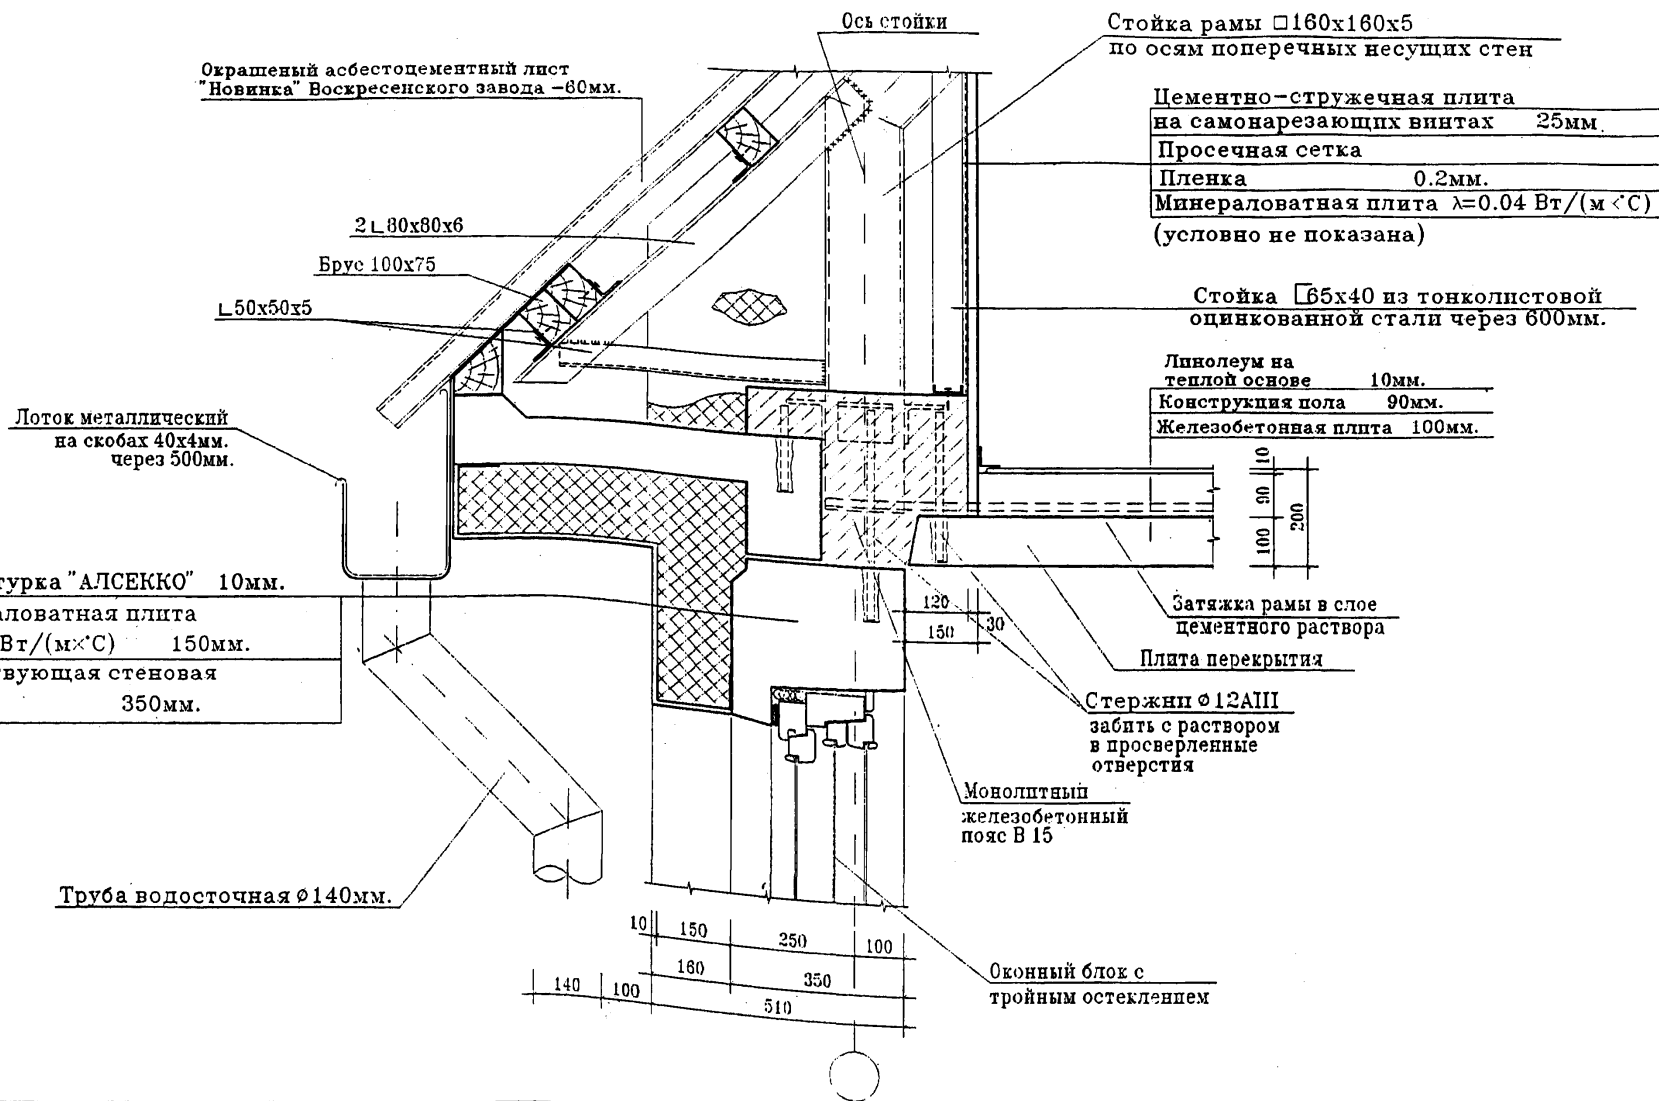 Ось стойки
Стойка рамы □160х160х5
по осям поперечных несущих стен
Окрашеный асбестоцементный лист
"Новинка" Воскресенского завода -60мм.
Цементно-стружечная плита
на самонарезающих винтах 25мм.
Просечная сетка
Пленка 0.2мм.
Минераловатная плита λ=0.04 Вт/(м×°С)
(условно не показана)
2∟80х80х6
Брус 100х75
∟50х50х5
Стойка [65х40 из тонколистовой
оцинкованной стали через 600мм.
Линолеум на
теплой основе 10мм.
Конструкция пола 90мм.
Железобетонная плита 100мм.
Лоток металлический
на скобах 40х4мм.
через 500мм.
10
90
100
200
турка "АЛСЕККО" 10мм.
аловатная плита
Вт/(м×°С) 150мм.
твующая стеновая
350мм.
120
30
150
Затяжка рамы в слое
цементного раствора
Плита перекрытия
Стержни ⌀12АIII
забить с раствором
в просверленные
отверстия
Монолитный
железобетонный
пояс В 15
Труба водосточная ⌀140мм.
10 150 250 100
160 350
140 100 510
Оконный блок с
тройным остеклением